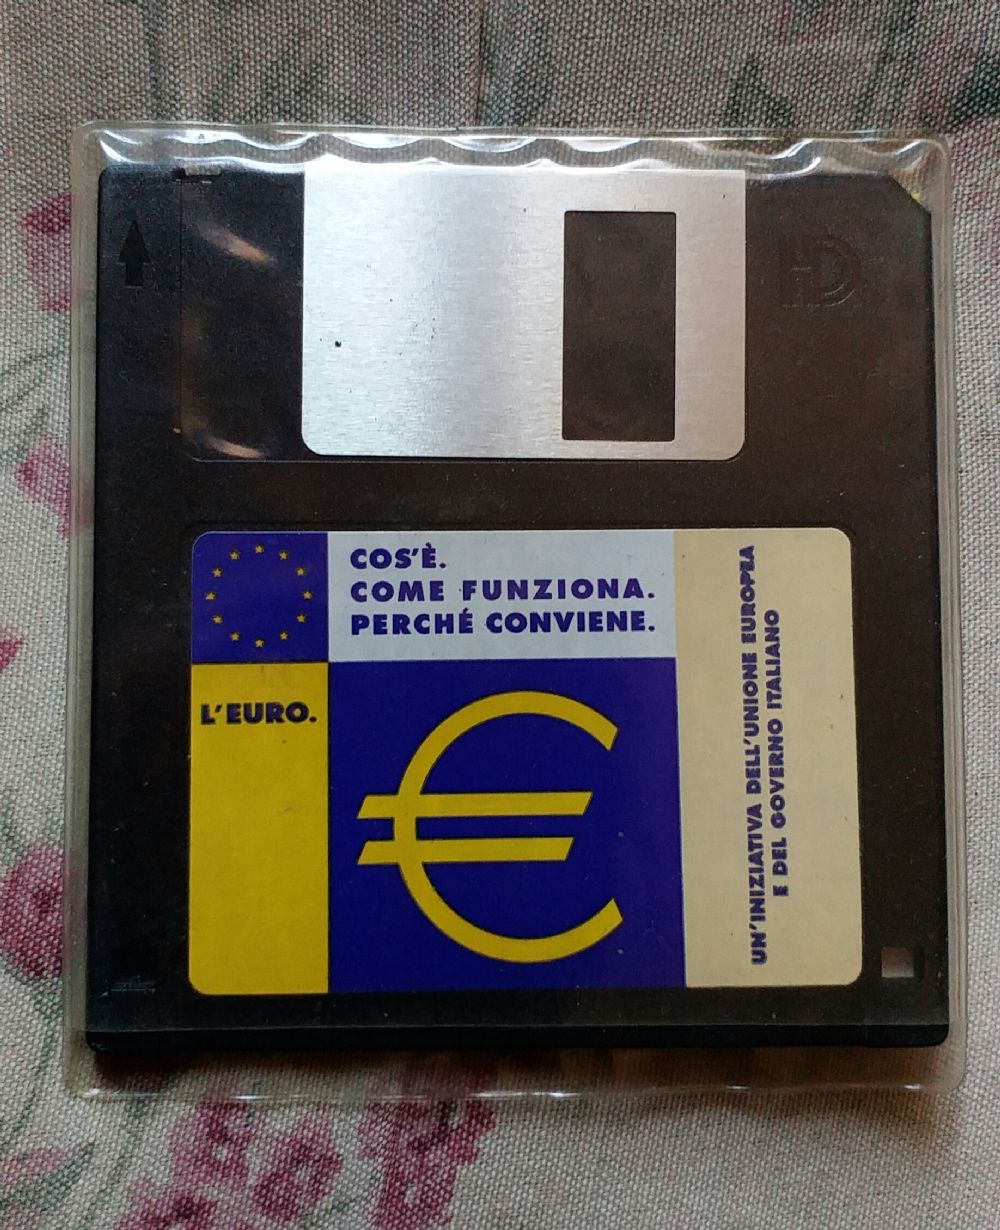 HD
COS'È.
COME FUNZIONA.
PERCHÉ CONVIENE.
L'EURO.
€
UN'INIZIATIVA DELL'UNIONE EUROPEA
E DEL GOVERNO ITALIANO